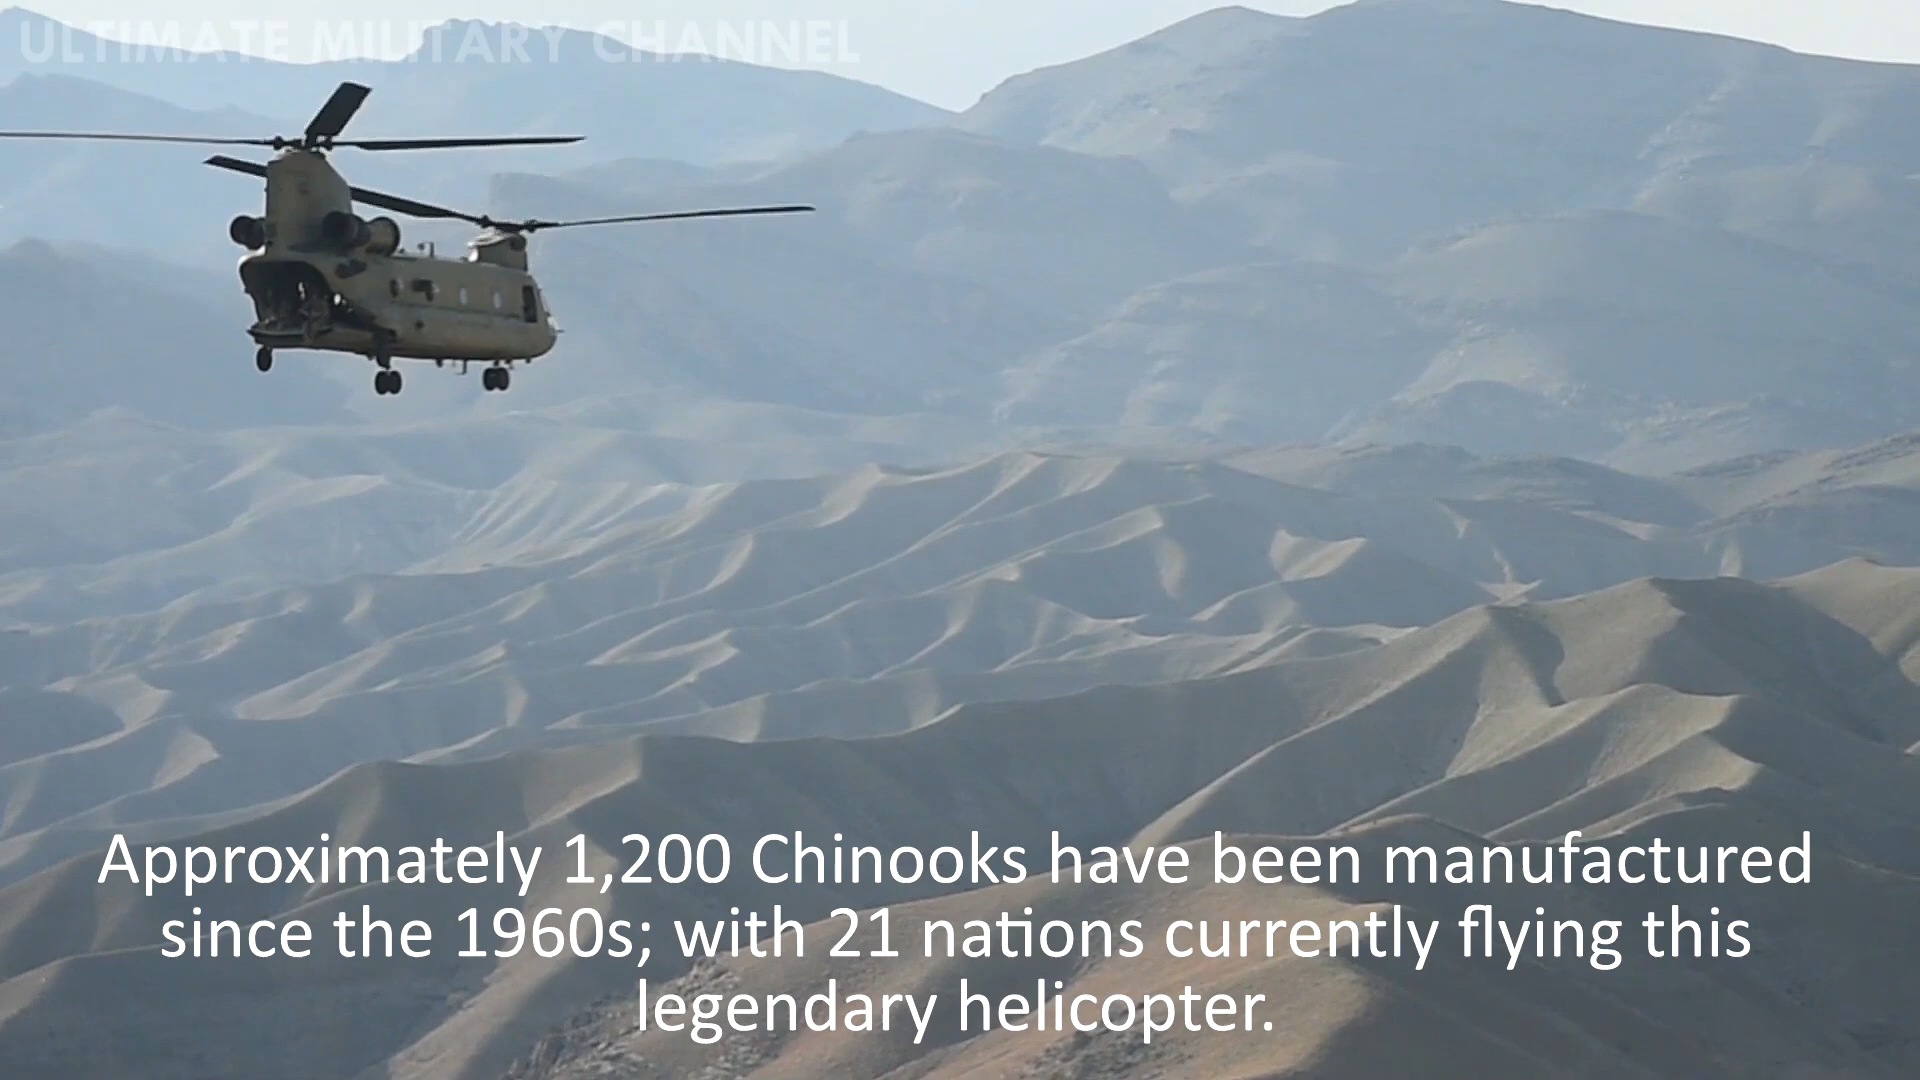 ULTIMATE MILITARY CHANNEL
Approximately 1,200 Chinooks have been manufactured
since the 1960s; with 21 nations currently flying this
legendary helicopter.